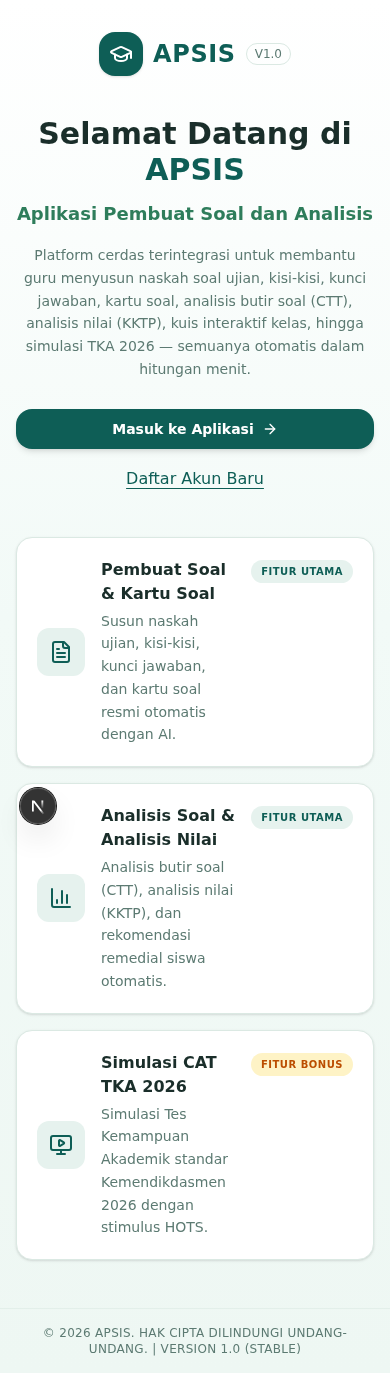 APSIS V1.0
Selamat Datang di
APSIS
Aplikasi Pembuat Soal dan Analisis
Platform cerdas terintegrasi untuk membantu
guru menyusun naskah soal ujian, kisi-kisi, kunci
jawaban, kartu soal, analisis butir soal (CTT),
analisis nilai (KKTP), kuis interaktif kelas, hingga
simulasi TKA 2026 — semuanya otomatis dalam
hitungan menit.
Masuk ke Aplikasi
Daftar Akun Baru
Pembuat Soal
& Kartu Soal
FITUR UTAMA
Susun naskah
ujian, kisi-kisi,
kunci jawaban,
dan kartu soal
resmi otomatis
dengan AI.
N
Analisis Soal &
Analisis Nilai
FITUR UTAMA
Analisis butir soal
(CTT), analisis nilai
(KKTP), dan
rekomendasi
remedial siswa
otomatis.
Simulasi CAT
TKA 2026
FITUR BONUS
Simulasi Tes
Kemampuan
Akademik standar
Kemendikdasmen
2026 dengan
stimulus HOTS.
© 2026 APSIS. HAK CIPTA DILINDUNGI UNDANG-
UNDANG. | VERSION 1.0 (STABLE)